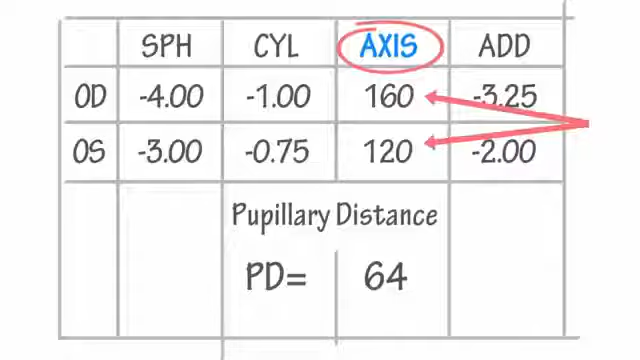 SPH CYL AXIS ADD
OD -4.00 -1.00 160 -3.25
OS -3.00 -0.75 120 -2.00
Pupillary Distance
PD= 64